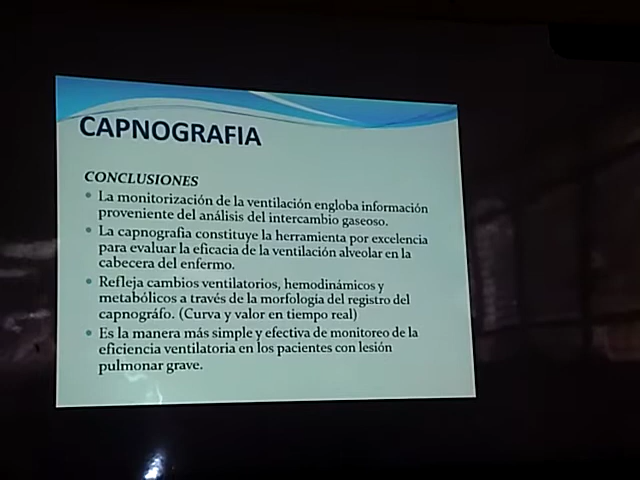 CAPNOGRAFIA
CONCLUSIONES
• La monitorización de la ventilación engloba información
proveniente del análisis del intercambio gaseoso.
• La capnografia constituye la herramienta por excelencia
para evaluar la eficacia de la ventilación alveolar en la
cabecera del enfermo.
• Refleja cambios ventilatorios, hemodinámicos y
metabólicos a través de la morfología del registro del
capnográfo. (Curva y valor en tiempo real)
• Es la manera más simple y efectiva de monitoreo de la
eficiencia ventilatoria en los pacientes con lesión
pulmonar grave.